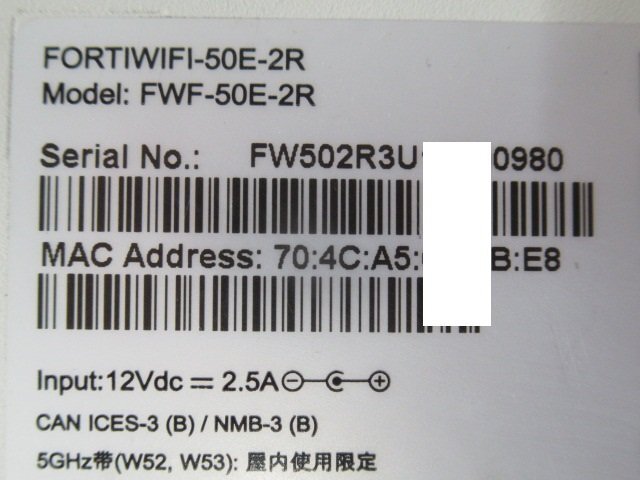 FORTIWIFI-50E-2R
Model: FWF-50E-2R
Serial No.: FW502R3U 0980
MAC Address: 70:4C:A5: B:E8
Input:12Vdc ⎓ 2.5A
CAN ICES-3 (B) / NMB-3 (B)
5GHz带(W52, W53): 屋内使用限定